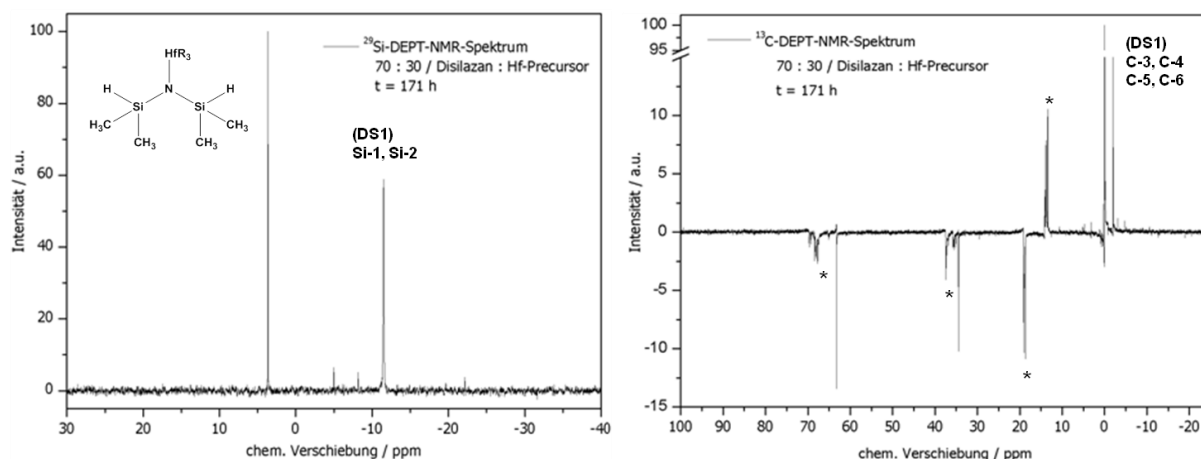 100
80
60
40
20
0
Intensität / a.u.
30 20 10 0 -10 -20 -30 -40
chem. Verschiebung / ppm
HfR3
H N H
Si Si
H3C CH3
CH3 CH3
29Si-DEPT-NMR-Spektrum
70 : 30 / Disilazan : Hf-Precursor
t = 171 h
(DS1)
Si-1, Si-2
100
95
10
5
0
-5
-10
-15
Intensität / a.u.
100 90 80 70 60 50 40 30 20 10 0 -10 -20
chem. Verschiebung / ppm
13C-DEPT-NMR-Spektrum
70 : 30 / Disilazan : Hf-Precursor
t = 171 h
(DS1)
C-3, C-4
C-5, C-6
*
*
*
*